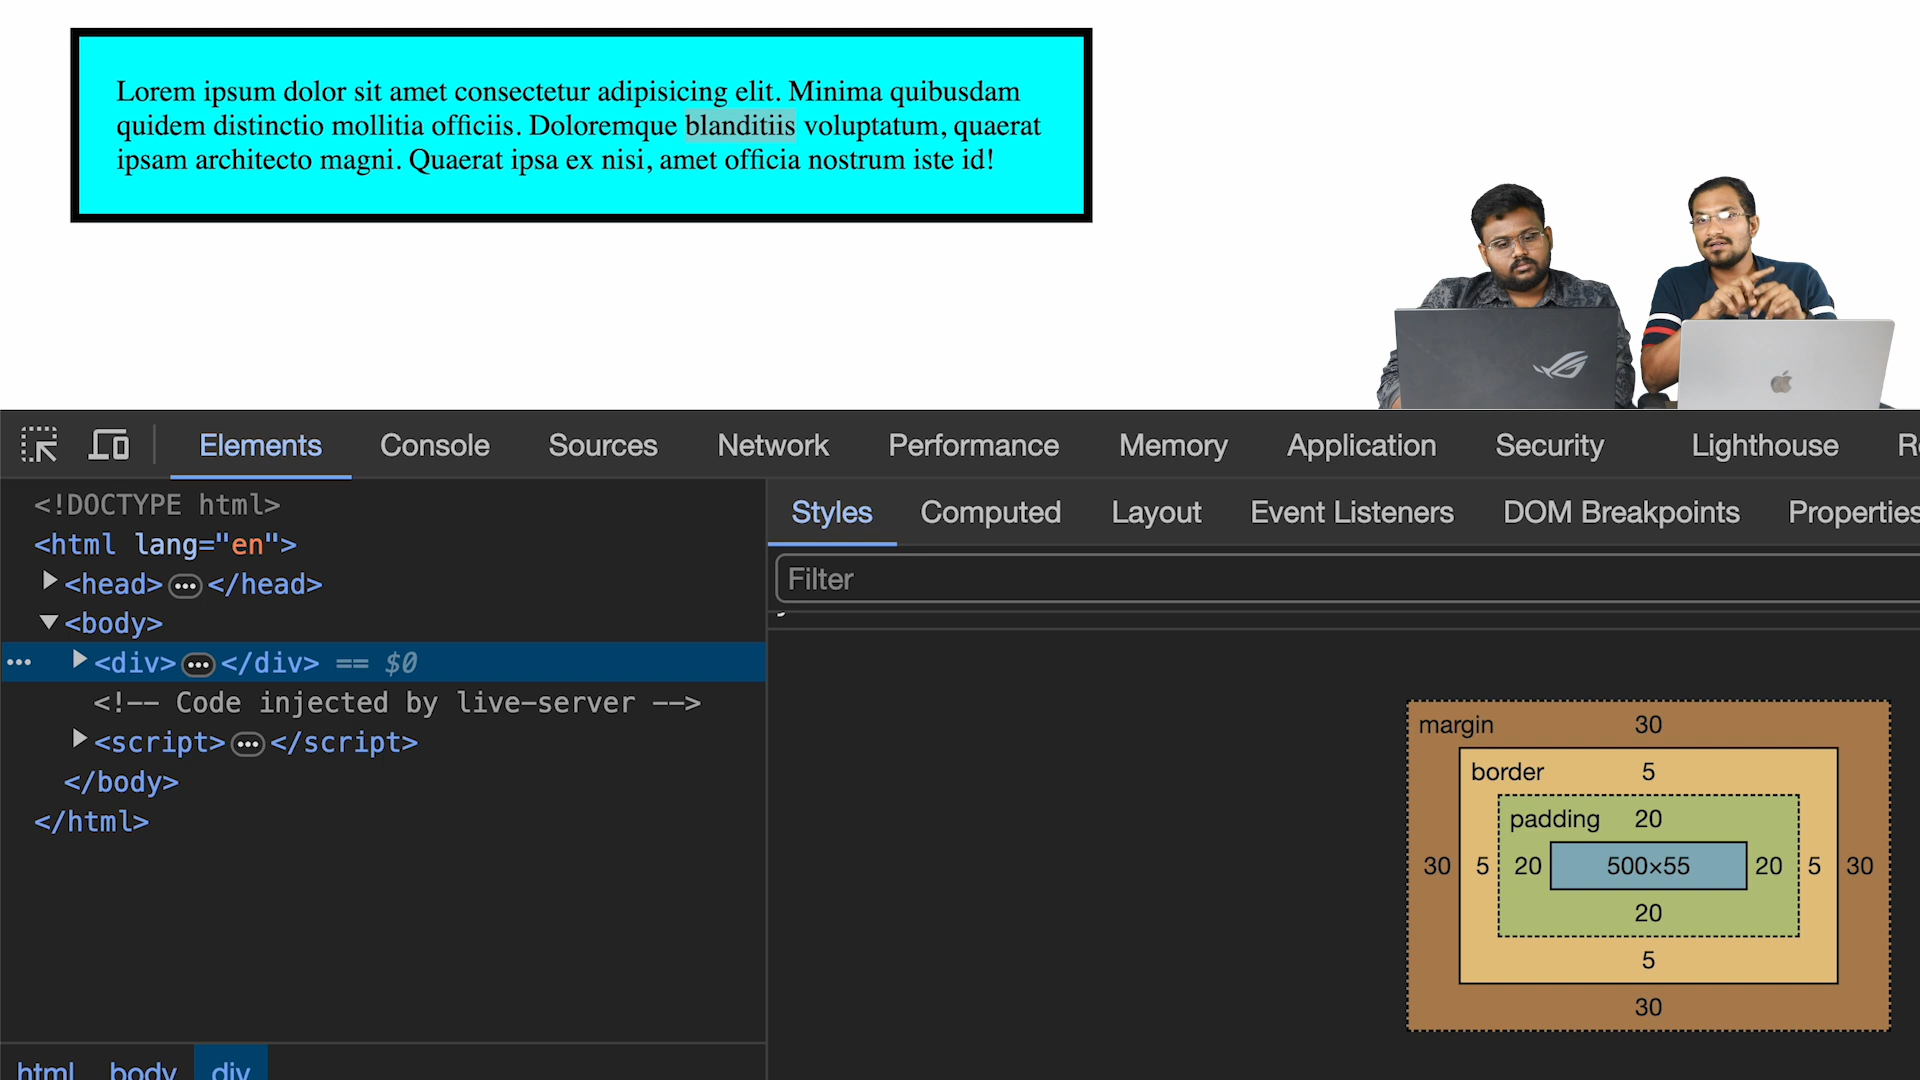 Lorem ipsum dolor sit amet consectetur adipisicing elit. Minima quibusdam
quidem distinctio mollitia officiis. Doloremque blanditiis voluptatum, quaerat
ipsam architecto magni. Quaerat ipsa ex nisi, amet officia nostrum iste id!
Elements Console Sources Network Performance Memory Application Security Lighthouse
<!DOCTYPE html>
<html lang="en">
<head> ••• </head>
<body>
••• <div> ••• </div> == $0
<!-- Code injected by live-server -->
<script> ••• </script>
</body>
</html>
html body div
Styles Computed Layout Event Listeners DOM Breakpoints Properties
Filter
margin 30
border 5
padding 20
30 5 20 500×55 20 5 30
20
5
30